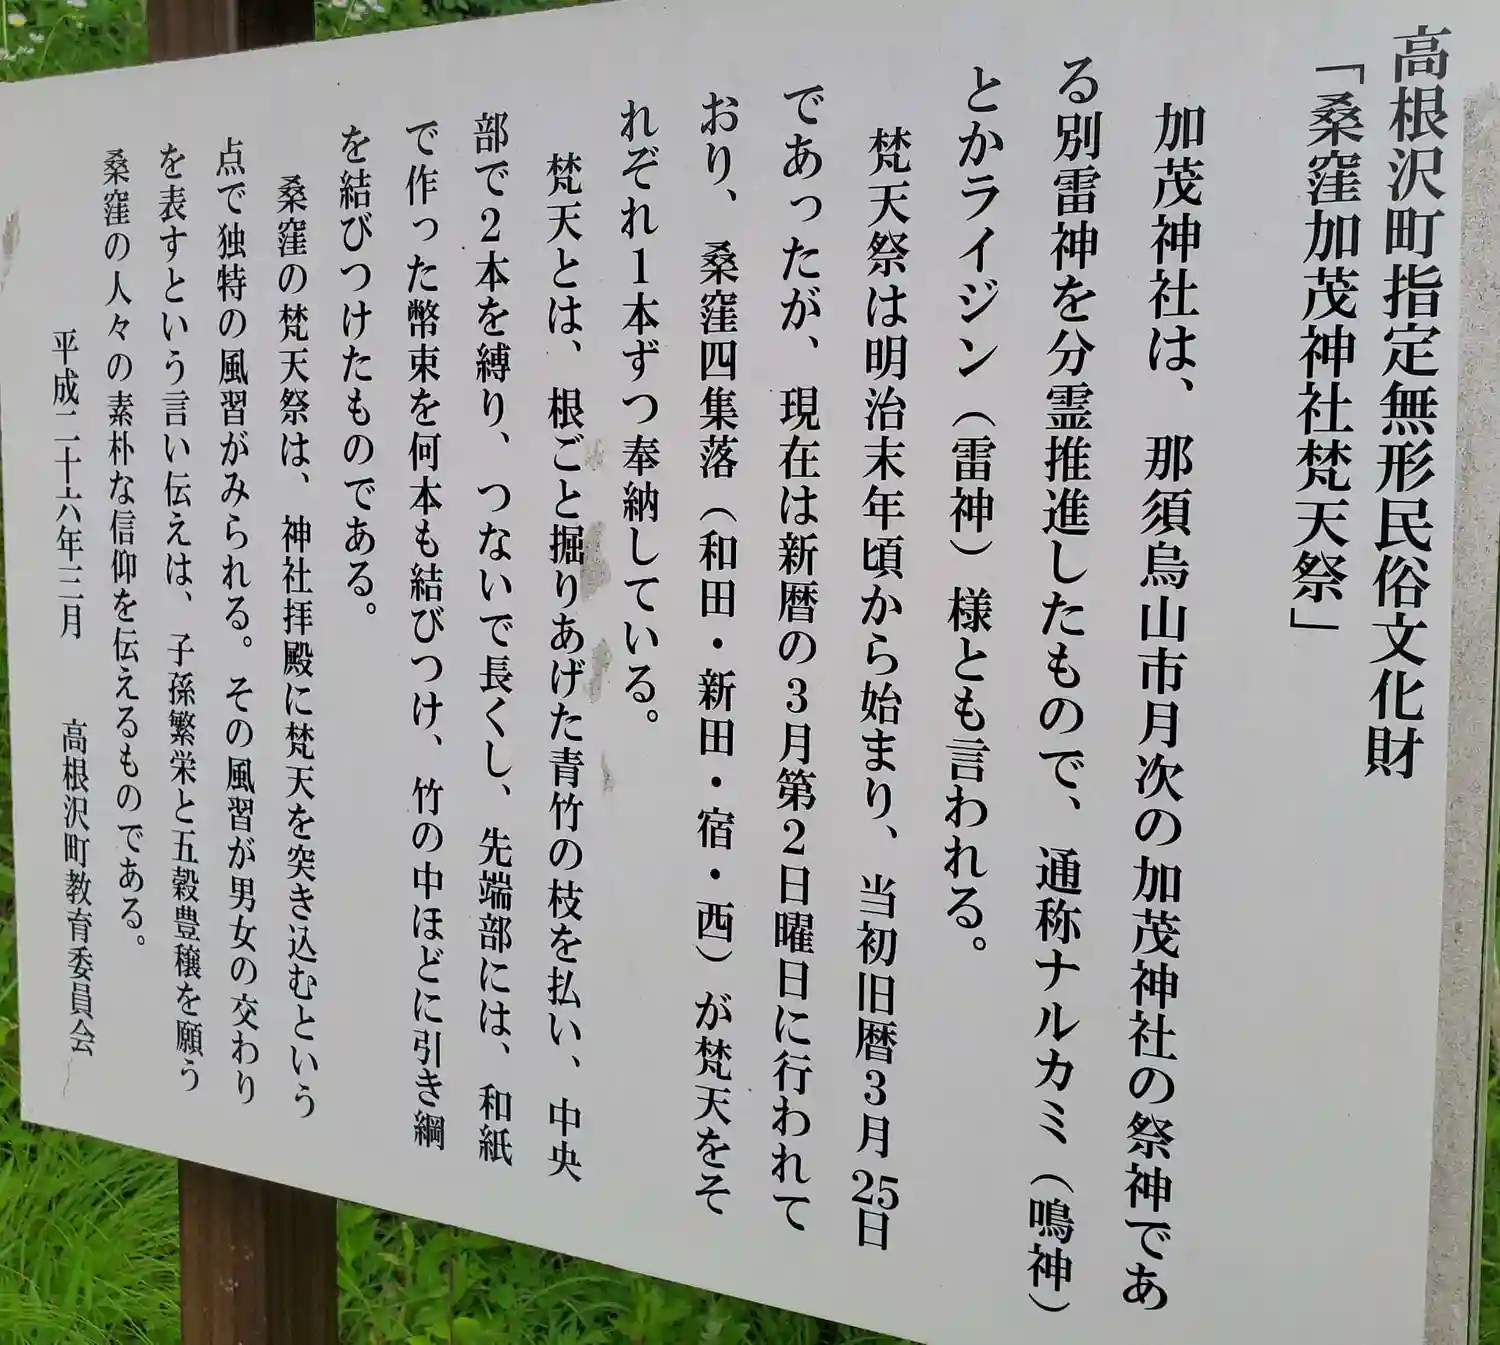 高根沢町指定無形民俗文化財
「桑窪加茂神社梵天祭」
加茂神社は、那須烏山市月次の加茂神社の祭神であ
る別雷神を分霊推進したもので、通称ナルカミ（鳴神）
とかライジン（雷神）様とも言われる。
梵天祭は明治末年頃から始まり、当初旧暦3月25日
であったが、現在は新暦の3月第2日曜日に行われて
おり、桑窪四集落（和田・新田・宿・西）が梵天をそ
れぞれ1本ずつ奉納している。
梵天とは、根ごと掘りあげた青竹の枝を払い、中央
部で2本を縛り、つないで長くし、先端部には、和紙
で作った幣束を何本も結びつけ、竹の中ほどに引き綱
を結びつけたものである。
桑窪の梵天祭は、神社拝殿に梵天を突き込むという
点で独特の風習がみられる。その風習が男女の交わり
を表すという言い伝えは、子孫繁栄と五穀豊穣を願う
桑窪の人々の素朴な信仰を伝えるものである。
平成二十六年三月　高根沢町教育委員会